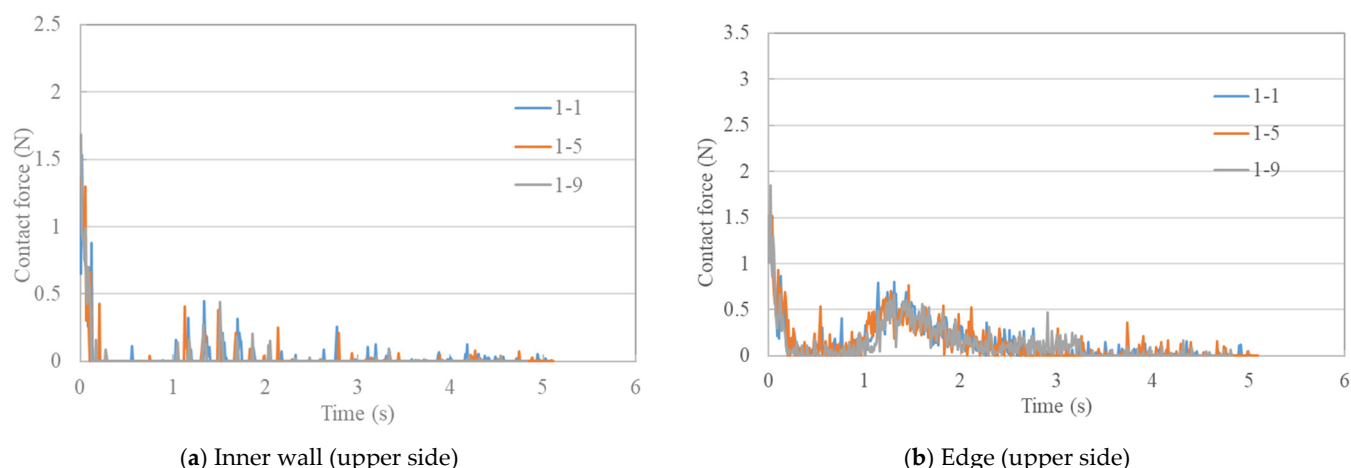 2.5
2
1.5
1
0.5
0
Contact force (N)
1-1
1-5
1-9
0 1 2 3 4 5 6
Time (s)
(a) Inner wall (upper side)
3.5
3
2.5
2
1.5
1
0.5
0
Contact force (N)
1-1
1-5
1-9
0 1 2 3 4 5 6
Time (s)
(b) Edge (upper side)